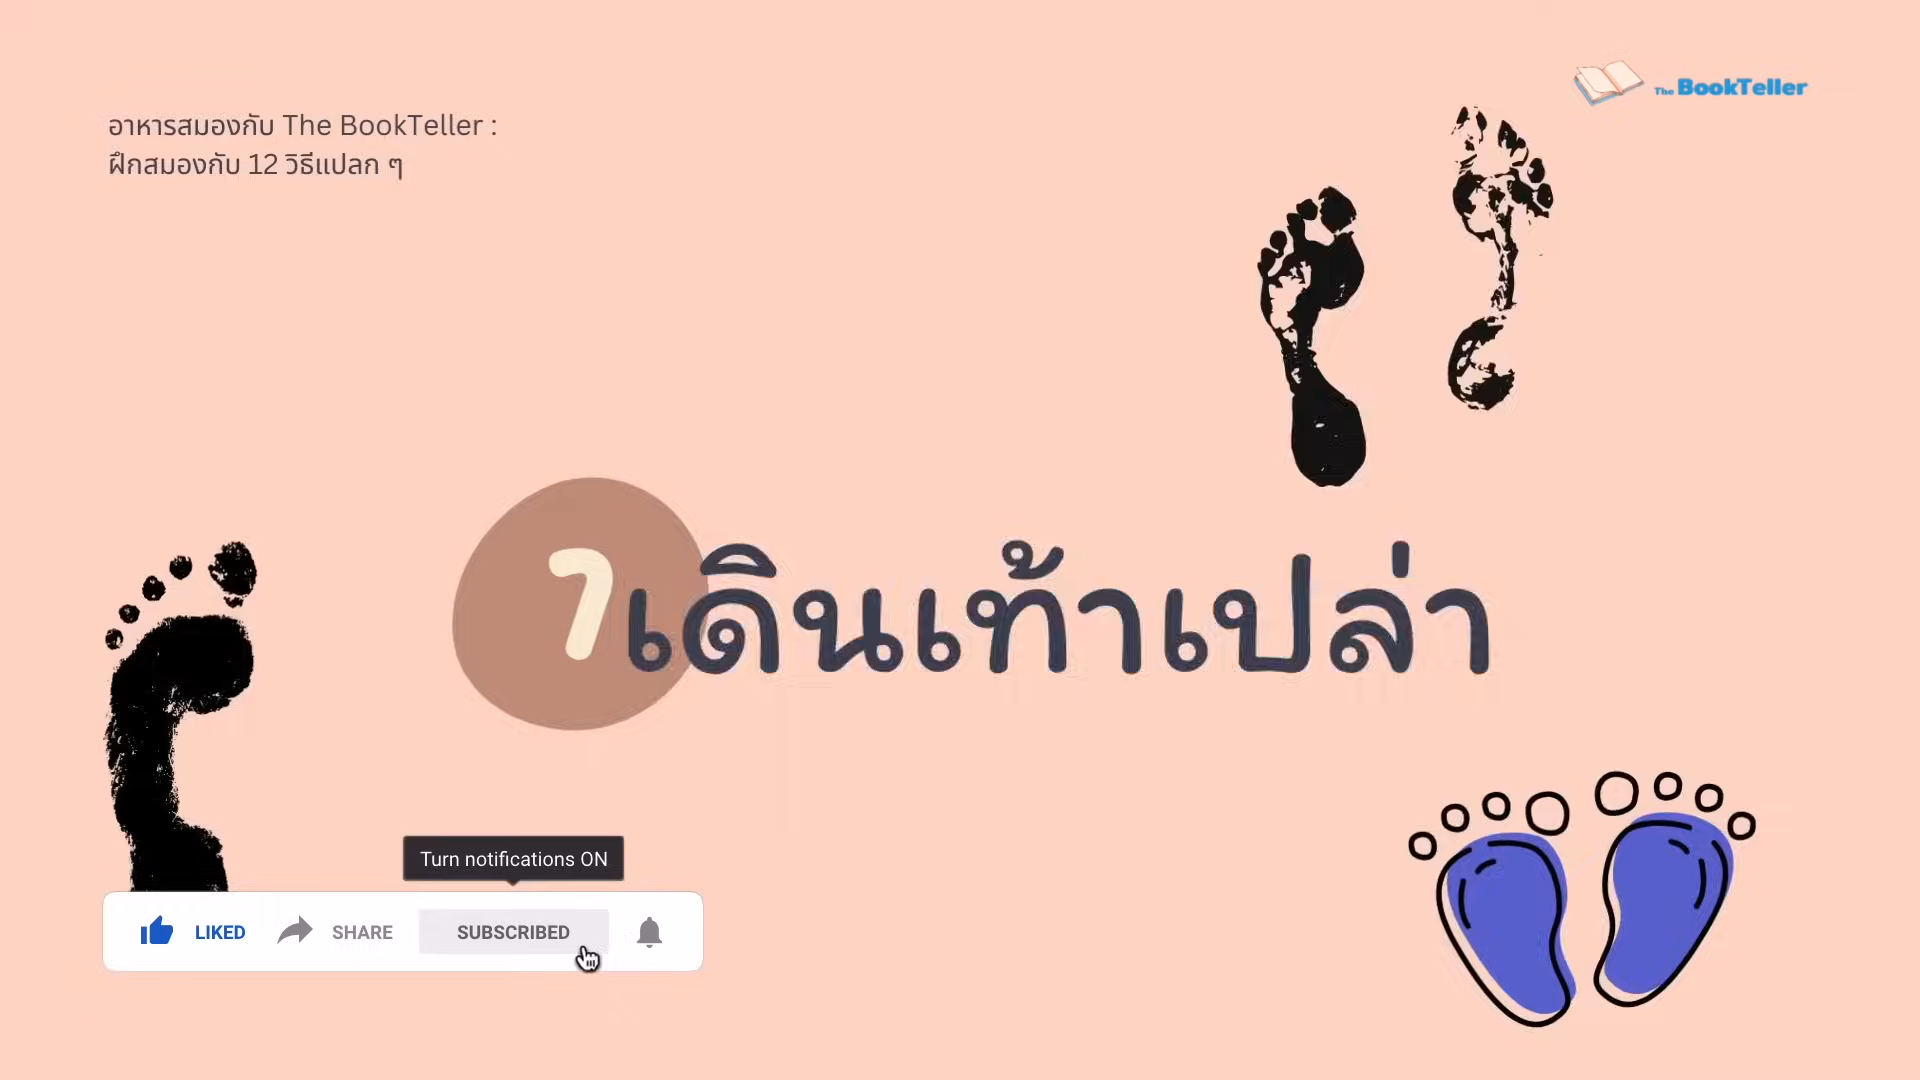 The BookTeller
อาหารสมองกับ The BookTeller :
ฝึกสมองกับ 12 วิธีแปลก ๆ
1
เดินเท้าเปล่า
Turn notifications ON
LIKED SHARE SUBSCRIBED